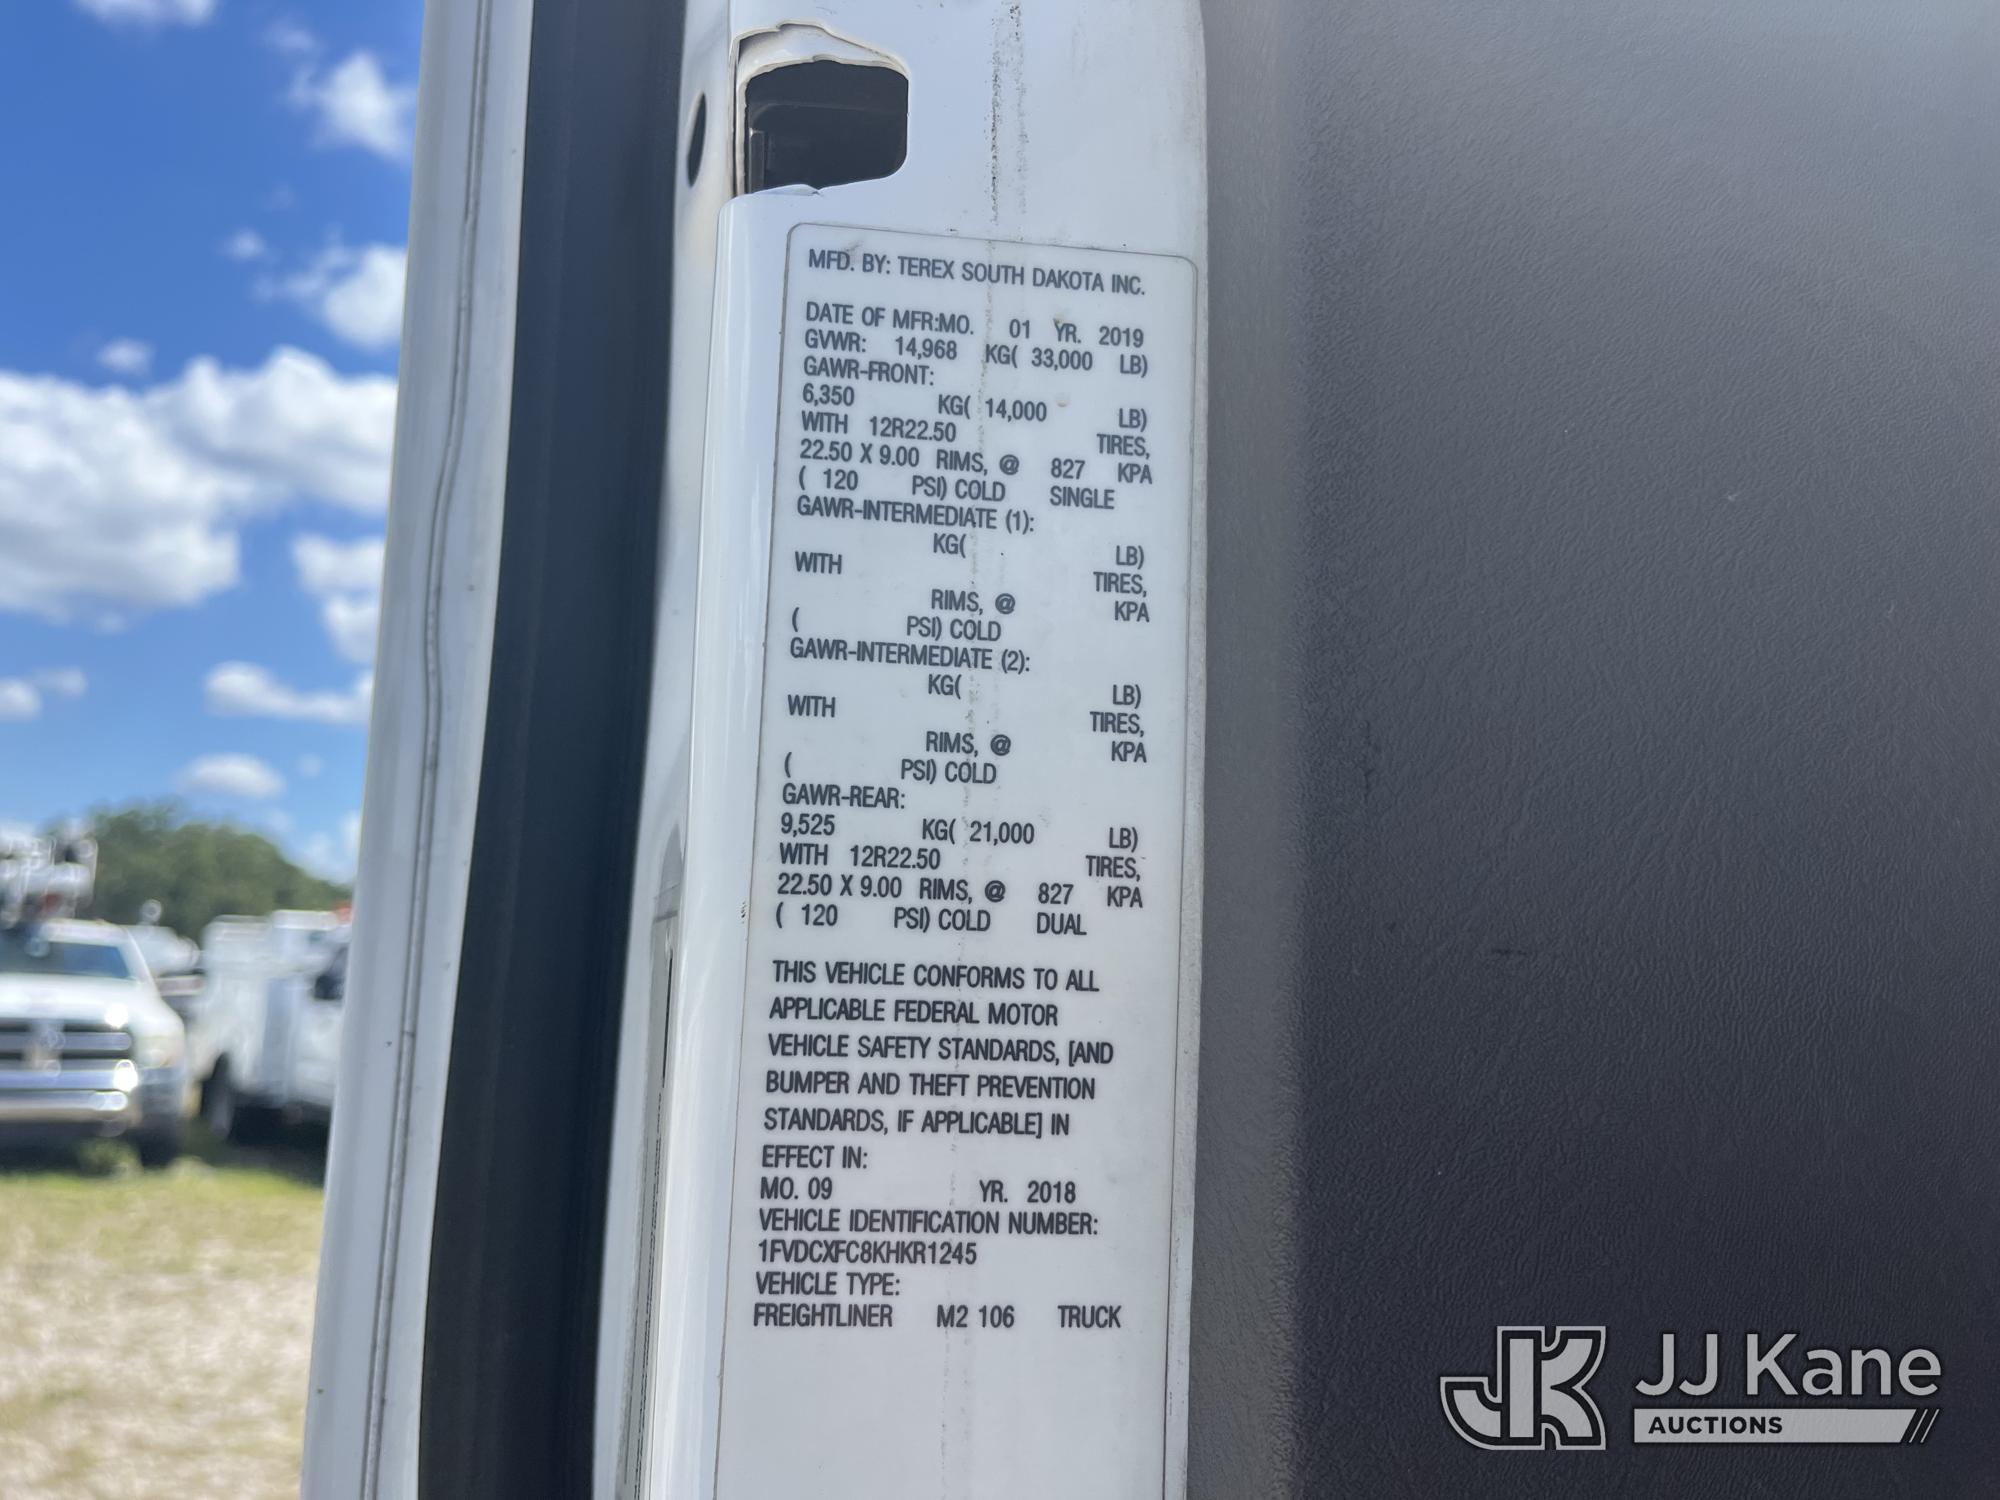 MFD. BY: TEREX SOUTH DAKOTA INC.
DATE OF MFR:MO. 01 YR. 2019
GVWR: 14,968 KG( 33,000 LB)
GAWR-FRONT:
6,350 KG( 14,000 LB)
WITH 12R22.50 TIRES,
22.50 X 9.00 RIMS, @ 827 KPA
( 120 PSI) COLD SINGLE
GAWR-INTERMEDIATE (1):
KG( LB)
WITH TIRES,
RIMS, @ KPA
( PSI) COLD
GAWR-INTERMEDIATE (2):
KG( LB)
WITH TIRES,
RIMS, @ KPA
( PSI) COLD
GAWR-REAR:
9,525 KG( 21,000 LB)
WITH 12R22.50 TIRES,
22.50 X 9.00 RIMS, @ 827 KPA
( 120 PSI) COLD DUAL
THIS VEHICLE CONFORMS TO ALL
APPLICABLE FEDERAL MOTOR
VEHICLE SAFETY STANDARDS, [AND
BUMPER AND THEFT PREVENTION
STANDARDS, IF APPLICABLE] IN
EFFECT IN:
MO. 09 YR. 2018
VEHICLE IDENTIFICATION NUMBER:
1FVDCXFC8KHKR1245
VEHICLE TYPE:
FREIGHTLINER M2 106 TRUCK
JK JJ Kane
AUCTIONS